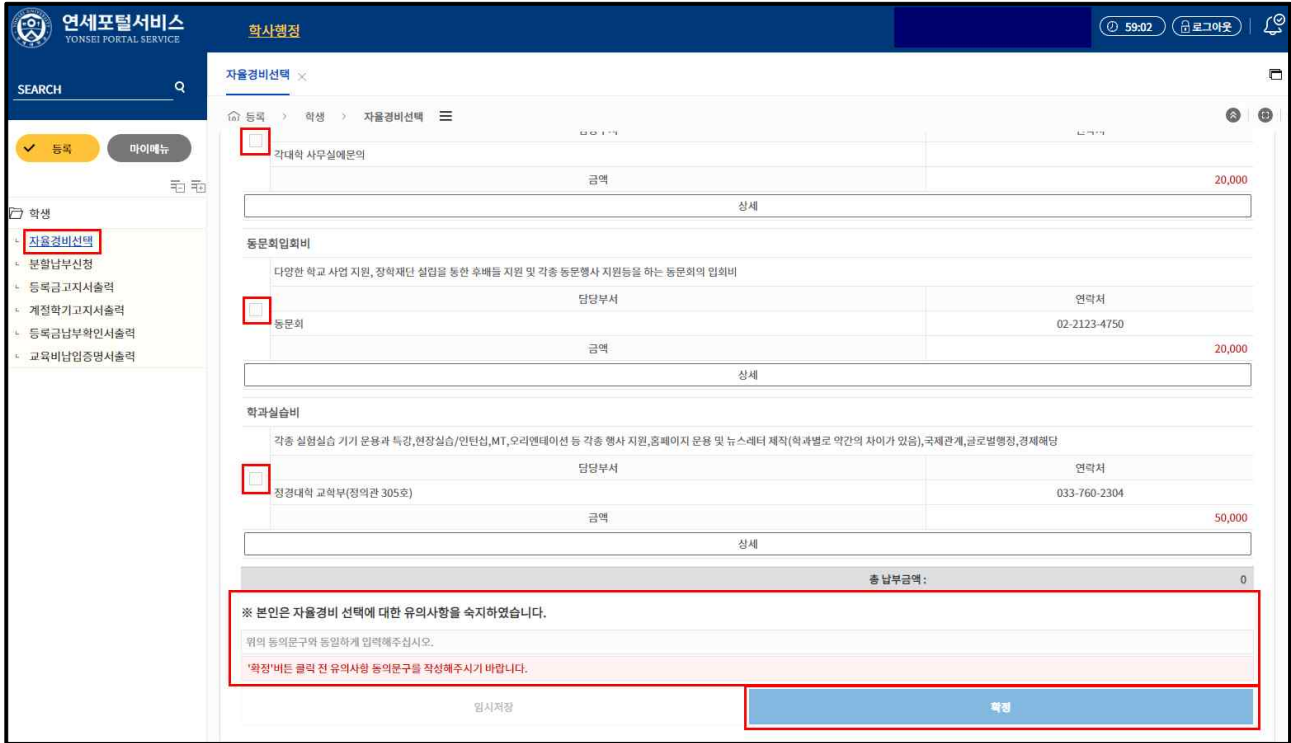 연세포털서비스
YONSEI PORTAL SERVICE
학사행정
59:02
로그아웃
SEARCH
자율경비선택
등록 > 학생 > 자율경비선택
등록
마이메뉴
학생
자율경비선택
분할납부신청
등록금고지서출력
계절학기고지서출력
등록금납부확인서출력
교육비납입증명서출력
각대학 사무실에문의
금액 20,000
상세
동문회입회비
다양한 학교 사업 지원, 장학재단 설립을 통한 후배들 지원 및 각종 동문행사 지원등을 하는 동문회의 입회비
담당부서 연락처
동문회 02-2123-4750
금액 20,000
상세
학과실습비
각종 실험실습 기기 운용과 특강,현장실습/인턴십,MT,오리엔테이션 등 각종 행사 지원,홈페이지 운용 및 뉴스레터 제작(학과별로 약간의 차이가 있음),국제관계,글로벌행정,경제해당
담당부서 연락처
정경대학 교학부(정의관 305호) 033-760-2304
금액 50,000
상세
총 납부금액 : 0
※ 본인은 자율경비 선택에 대한 유의사항을 숙지하였습니다.
위의 동의문구와 동일하게 입력해주십시오.
'확정'버튼 클릭 전 유의사항 동의문구를 작성해주시기 바랍니다.
임시저장
확정